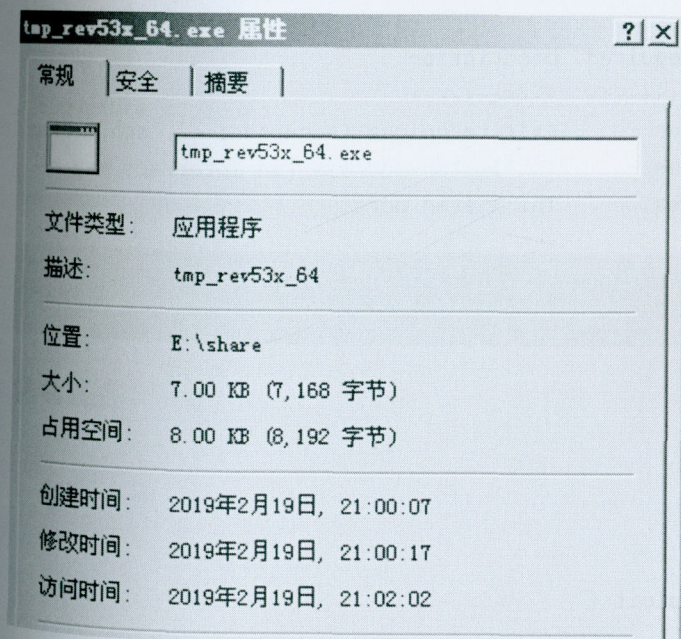 tmp_rev53x_64.exe 属性
常规 安全 摘要
tmp_rev53x_64.exe
文件类型: 应用程序
描述: tmp_rev53x_64
位置: E:\share
大小: 7.00 KB (7,168 字节)
占用空间: 8.00 KB (8,192 字节)
创建时间: 2019年2月19日, 21:00:07
修改时间: 2019年2月19日, 21:00:17
访问时间: 2019年2月19日, 21:02:02